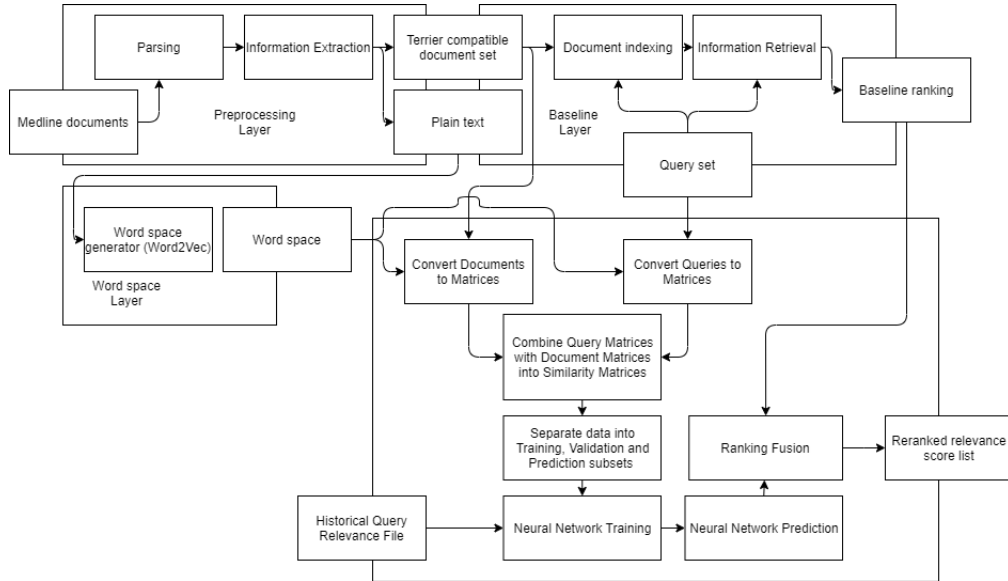 Parsing
Information Extraction
Terrier compatible
document set
Document indexing
Information Retrieval
Baseline ranking
Medline documents
Preprocessing
Layer
Plain text
Baseline
Layer
Query set
Word space
generator (Word2Vec)
Word space
Word space
Layer
Convert Documents
to Matrices
Convert Queries to
Matrices
Combine Query Matrices
with Document Matrices
into Similarity Matrices
Separate data into
Training, Validation and
Prediction subsets
Ranking Fusion
Reranked relevance
score list
Historical Query
Relevance File
Neural Network Training
Neural Network Prediction